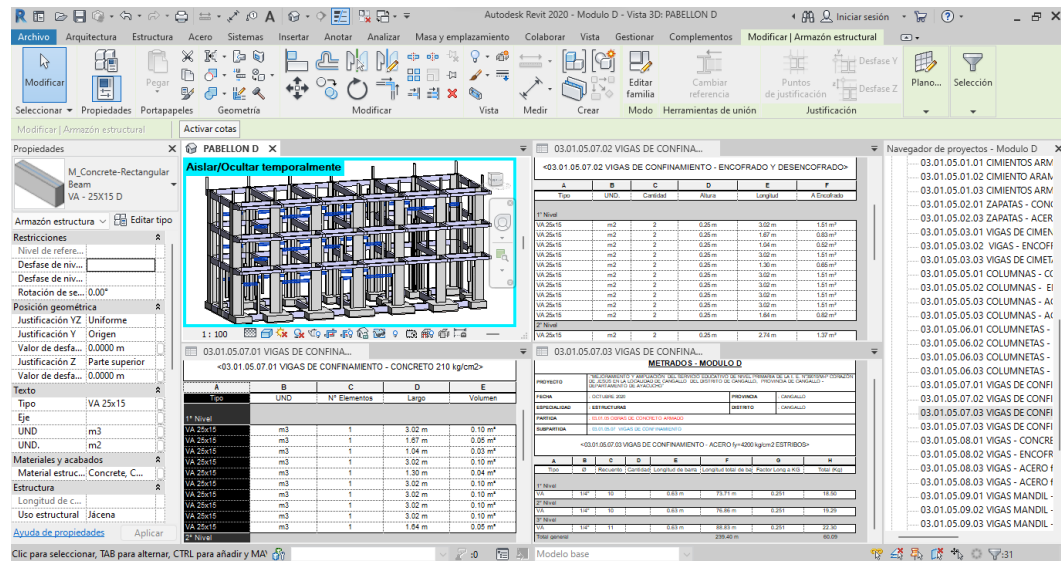 Autodesk Revit 2020 - Modulo D - Vista 3D: PABELLON D
Iniciar sesión
Archivo Arquitectura Estructura Acero Sistemas Insertar Anotar Analizar Masa y emplazamiento Colaborar Vista Gestionar Complementos Modificar | Armazón estructural
Modificar
Pegar
Editar familia
Cambiar referencia
Puntos de justificación
Desfase Y
Desfase Z
Plano...
Selección
Seleccionar Propiedades Portapapeles Geometría Modificar Vista Medir Crear Modo Herramientas de unión Justificación
Modificar | Armazón estructural Activar cotas
Propiedades
M_Concrete-Rectangular
Beam
VA - 25X15 D
Armazón estructura Editar tipo
Restricciones
Nivel de refere...
Desfase de niv...
Desfase de niv...
Rotación de se... 0.00°
Posición geométrica
Justificación YZ Uniforme
Justificación Y Origen
Valor de desfa... 0.0000 m
Justificación Z Parte superior
Valor de desfa... 0.0000 m
Texto
Tipo VA 25x15
Eje
UND m3
UND. m2
Materiales y acabados
Material estruc... Concrete, C...
Estructura
Longitud de c...
Uso estructural Jácena
Ayuda de propiedades Aplicar
PABELLON D
Aislar/Ocultar temporalmente
1 : 100
03.01.05.07.02 VIGAS DE CONFINA...
<03.01.05.07.02 VIGAS DE CONFINAMIENTO - ENCOFRADO Y DESENCOFRADO>
A B C D E F
Tipo UND. Cantidad Altura Longitud A Encofrado
1° Nivel
VA 25x15 m2 2 0.25 m 3.02 m 1.51 m²
VA 25x15 m2 2 0.25 m 1.67 m 0.83 m²
VA 25x15 m2 2 0.25 m 1.04 m 0.52 m²
VA 25x15 m2 2 0.25 m 3.02 m 1.51 m²
VA 25x15 m2 2 0.25 m 1.30 m 0.65 m²
VA 25x15 m2 2 0.25 m 3.02 m 1.51 m²
VA 25x15 m2 2 0.25 m 3.02 m 1.51 m²
VA 25x15 m2 2 0.25 m 3.02 m 1.51 m²
VA 25x15 m2 2 0.25 m 1.64 m 0.82 m²
2° Nivel
VA 25x15 m2 2 0.25 m 2.74 m 1.37 m²
03.01.05.07.01 VIGAS DE CONFINA...
<03.01.05.07.01 VIGAS DE CONFINAMIENTO - CONCRETO 210 kg/cm2>
A B C D E
Tipo UND N° Elementos Largo Volumen
1° Nivel
VA 25x15 m3 1 3.02 m 0.10 m³
VA 25x15 m3 1 1.67 m 0.05 m³
VA 25x15 m3 1 1.04 m 0.03 m³
VA 25x15 m3 1 3.02 m 0.10 m³
VA 25x15 m3 1 1.30 m 0.04 m³
VA 25x15 m3 1 3.02 m 0.10 m³
VA 25x15 m3 1 3.02 m 0.10 m³
VA 25x15 m3 1 3.02 m 0.10 m³
VA 25x15 m3 1 1.64 m 0.05 m³
2° Nivel
03.01.05.07.03 VIGAS DE CONFINA...
METRADOS - MODULO D
PROYECTO
FECHA : OCTUBRE 2020 PROVINCIA : CANGALLO
ESPECIALIDAD : ESTRUCTURAS DISTRITO : CANGALLO
PARTIDA : 03.01.05 OBRAS DE CONCRETO ARMADO
SUBPARTIDA : 03.01.05.07 VIGAS DE CONFINAMIENTO
<03.01.05.07.03 VIGAS DE CONFINAMIENTO - ACERO fy=4200 kg/cm2 ESTRIBOS>
A B C D E F G H
Tipo Ø Recuento Cantidad Longitud de barra Longitud total de ba Factor Long a KG Total (Kg)
1° Nivel
VA 1/4" 10 0.63 m 73.71 m 0.251 18.50
2° Nivel
VA 1/4" 10 0.63 m 76.86 m 0.251 19.29
3° Nivel
VA 1/4" 11 0.63 m 88.83 m 0.251 22.30
Total general 239.40 m 60.09
Navegador de proyectos - Modulo D
03.01.05.01.01 CIMIENTOS ARM
03.01.05.01.02 CIMIENTO ARAM
03.01.05.01.03 CIMIENTOS ARM
03.01.05.02.01 ZAPATAS - CON
03.01.05.02.03 ZAPATAS - ACER
03.01.05.03.01 VIGAS DE CIMEN
03.01.05.03.02 VIGAS - ENCOFI
03.01.05.03.03 VIGAS DE CIMET
03.01.05.05.01 COLUMNAS - CO
03.01.05.05.02 COLUMNAS - EI
03.01.05.05.03 COLUMNAS - AC
03.01.05.06.01 COLUMNETAS -
03.01.05.06.02 COLUMNETAS -
03.01.05.06.03 COLUMNETAS -
03.01.05.06.03 COLUMNETAS -
03.01.05.07.01 VIGAS DE CONFI
03.01.05.07.02 VIGAS DE CONFI
03.01.05.07.03 VIGAS DE CONFI
03.01.05.07.03 VIGAS DE CONFI
03.01.05.08.01 VIGAS - CONCRE
03.01.05.08.02 VIGAS - ENCOFR
03.01.05.08.03 VIGAS - ACERO f
03.01.05.08.03 VIGAS - ACERO f
03.01.05.09.01 VIGAS MANDIL -
03.01.05.09.02 VIGAS MANDIL -
03.01.05.09.03 VIGAS MANDIL -
Clic para seleccionar, TAB para alternar, CTRL para añadir y MAY :0 Modelo base :31